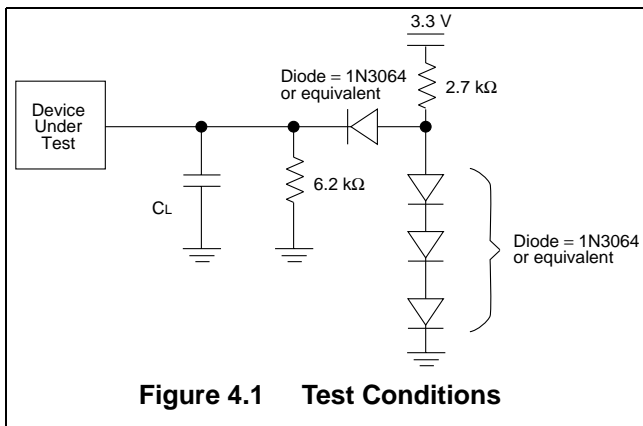 3.3 V
Diode = 1N3064
or equivalent
2.7 kΩ
Device
Under
Test
6.2 kΩ
CL
Diode = 1N3064
or equivalent
Figure 4.1 Test Conditions